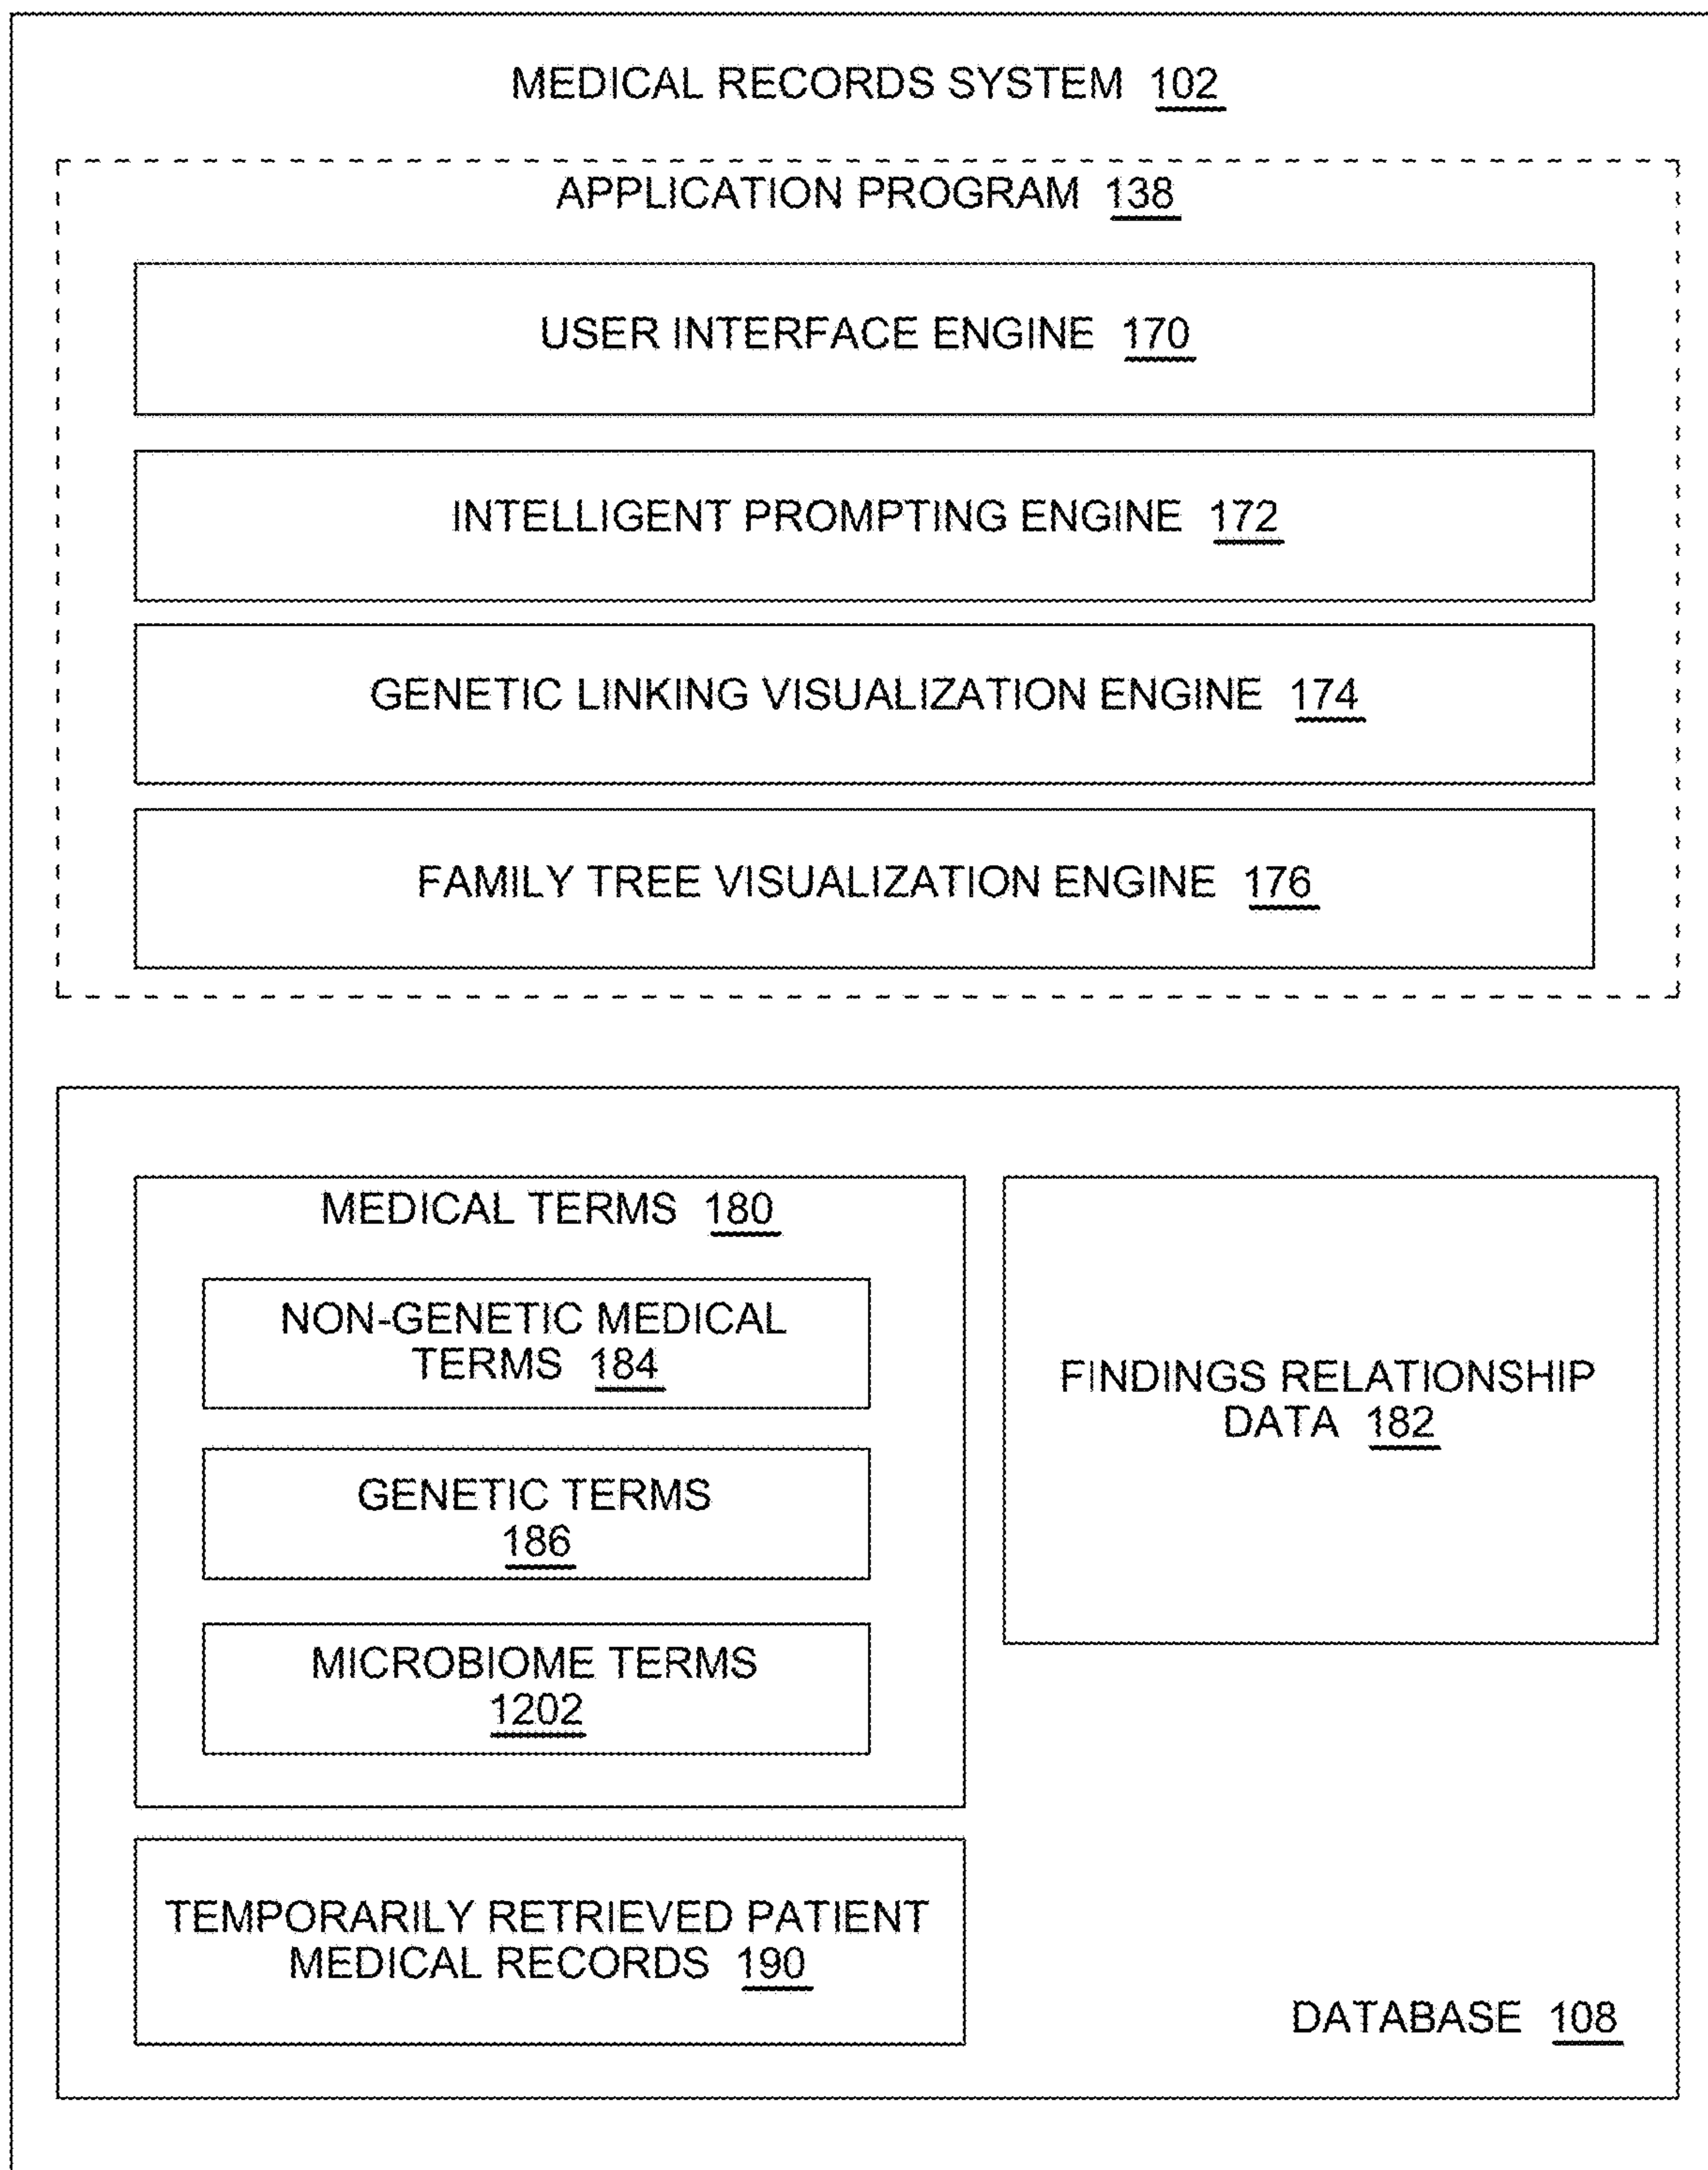 MEDICAL RECORDS SYSTEM 102
APPLICATION PROGRAM 138
USER INTERFACE ENGINE 170
INTELLIGENT PROMPTING ENGINE 172
GENETIC LINKING VISUALIZATION ENGINE 174
FAMILY TREE VISUALIZATION ENGINE 176
MEDICAL TERMS 180
NON-GENETIC MEDICAL
TERMS 184
GENETIC TERMS
186
MICROBIOME TERMS
1202
FINDINGS RELATIONSHIP
DATA 182
TEMPORARILY RETRIEVED PATIENT
MEDICAL RECORDS 190
DATABASE 108